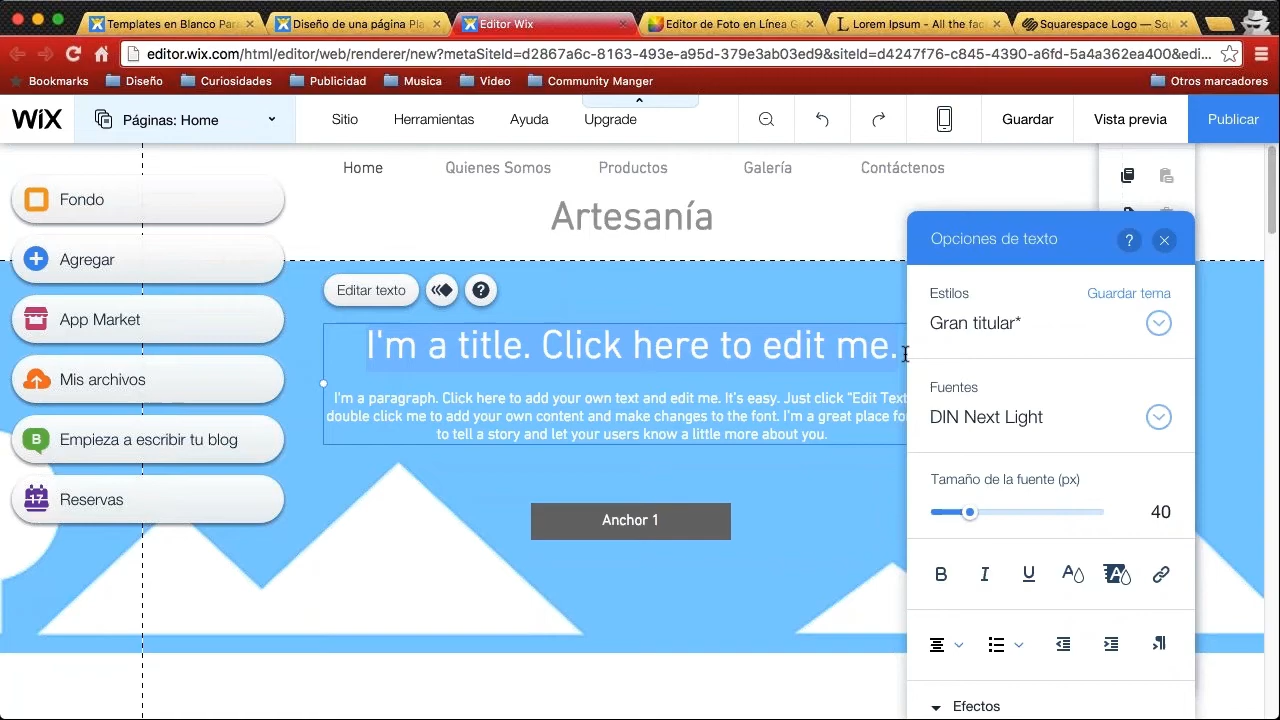 Templates en Blanco Par
Diseño de una página Pla
Editor Wix
Editor de Foto en Línea G
Lorem Ipsum - All the fac
Squarespace Logo — Sq
editor.wix.com/html/editor/web/renderer/new?metaSiteId=d2867a6c-8163-493e-a95d-379e3ab03ed9&siteId=d4247f76-c845-4390-a6fd-5a4a362ea400&edi...
Bookmarks
Diseño
Curiosidades
Publicidad
Musica
Video
Community Manger
Otros marcadores
WiX
Páginas: Home
Sitio
Herramientas
Ayuda
Upgrade
Guardar
Vista previa
Publicar
Home
Quienes Somos
Productos
Galería
Contáctenos
Artesanía
Fondo
Agregar
App Market
Mis archivos
B
Empieza a escribir tu blog
17
Reservas
Editar texto
?
I'm a title. Click here to edit me.
I'm a paragraph. Click here to add your own text and edit me. It's easy. Just click "Edit Text
double click me to add your own content and make changes to the font. I'm a great place for
to tell a story and let your users know a little more about you.
Anchor 1
Opciones de texto
?
Estilos
Guardar tema
Gran titular*
Fuentes
DIN Next Light
Tamaño de la fuente (px)
40
B
I
U
A
A
Efectos